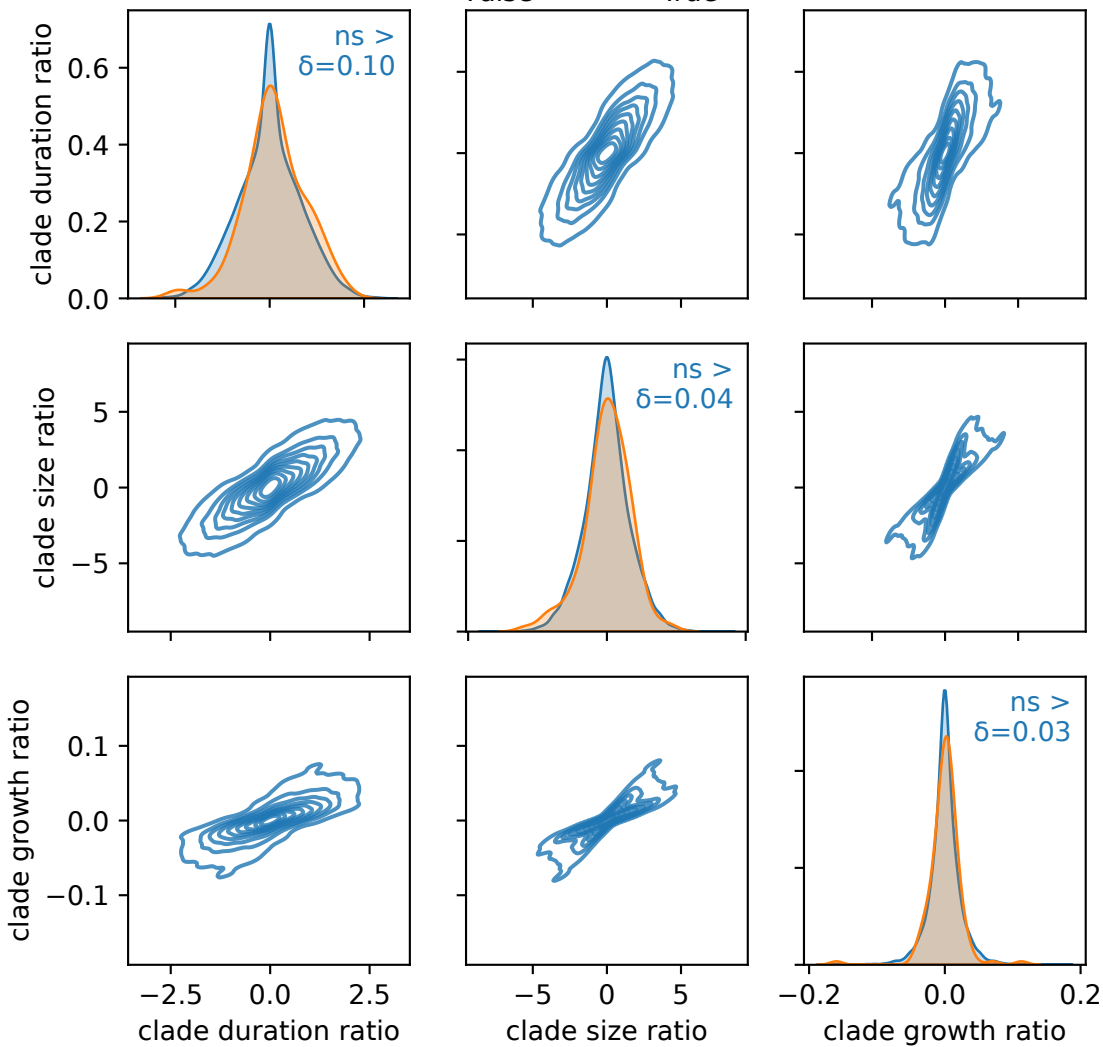 clade duration ratio
0.6
0.4
0.2
0.0
ns >
δ=0.10
clade size ratio
5
0
−5
ns >
δ=0.04
clade growth ratio
0.1
0.0
−0.1
ns >
δ=0.03
−2.5 0.0 2.5
−5 0 5
−0.2 0.0 0.2
clade duration ratio
clade size ratio
clade growth ratio